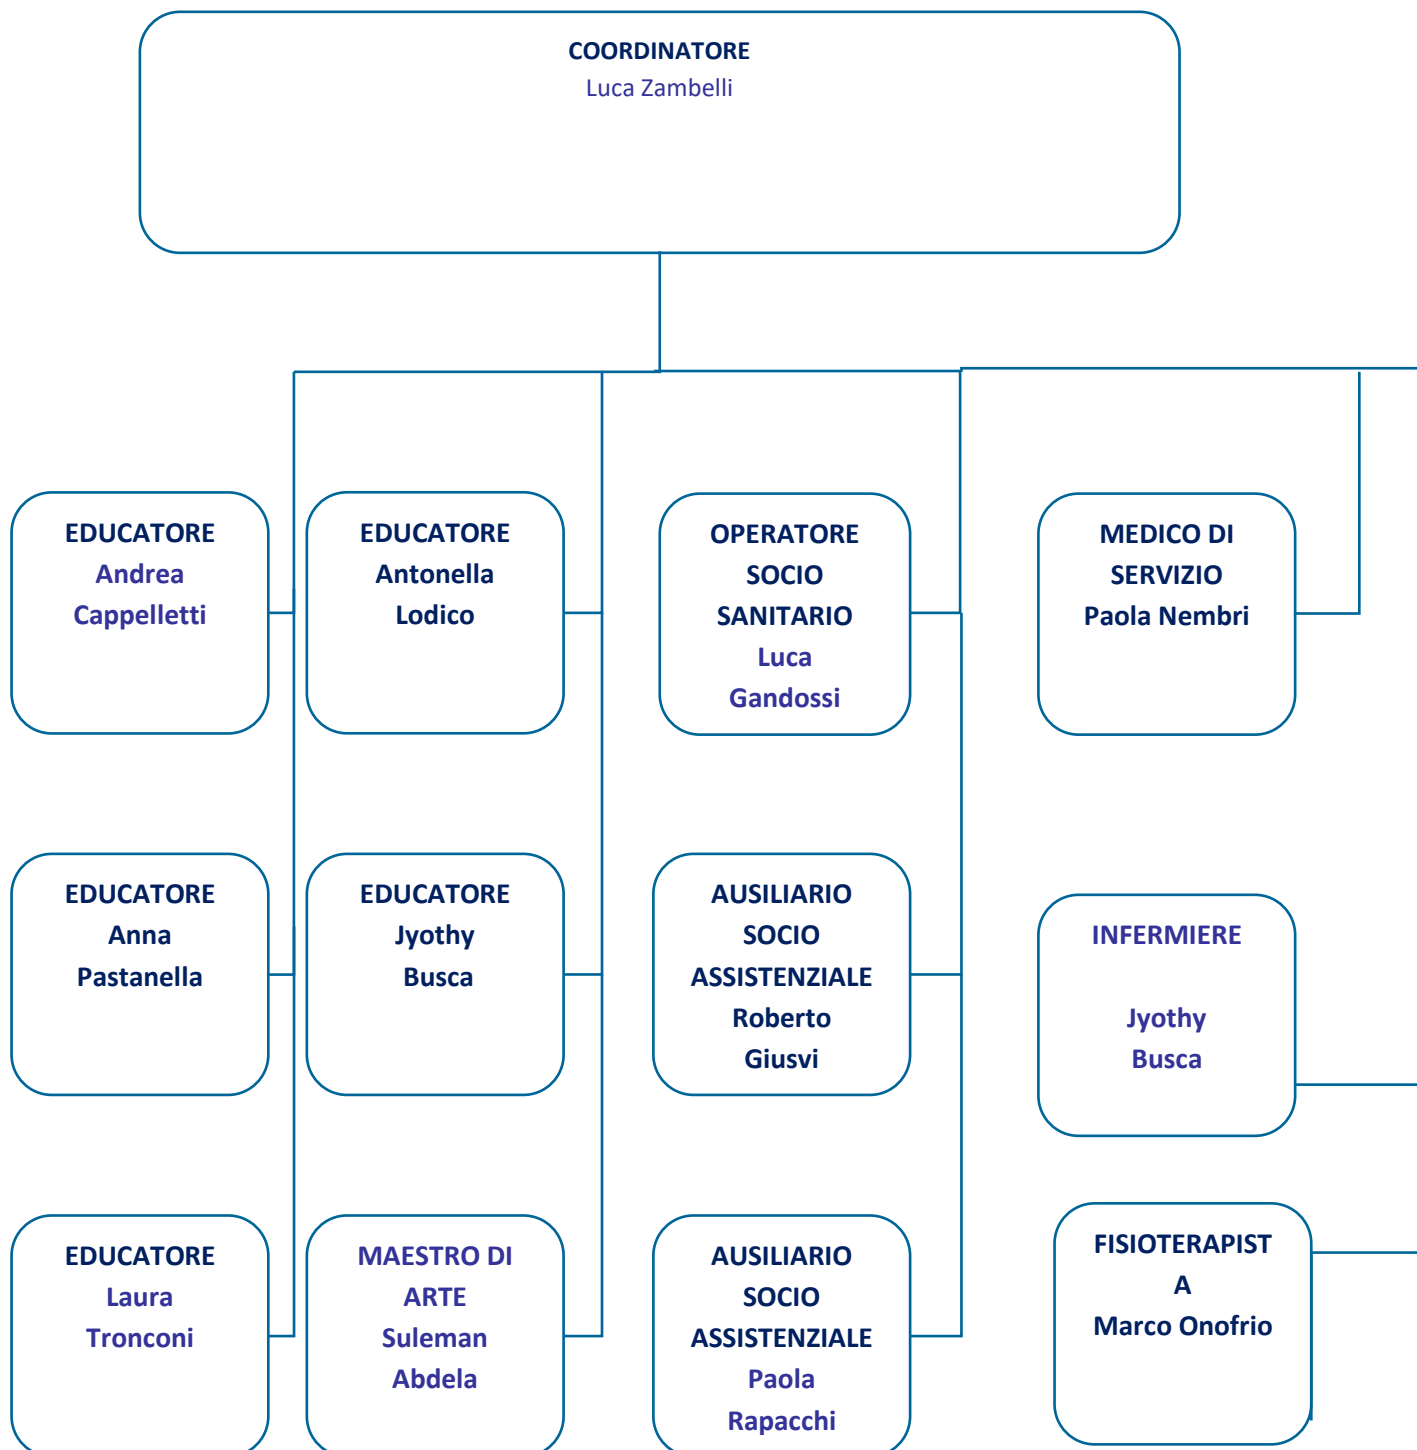 COORDINATORE
Luca Zambelli
EDUCATORE
Andrea
Cappelletti
EDUCATORE
Antonella
Lodico
OPERATORE
SOCIO
SANITARIO
Luca
Gandossi
MEDICO DI
SERVIZIO
Paola Nembri
EDUCATORE
Anna
Pastanella
EDUCATORE
Jyothy
Busca
AUSILIARIO
SOCIO
ASSISTENZIALE
Roberto
Giusvi
INFERMIERE
Jyothy
Busca
EDUCATORE
Laura
Tronconi
MAESTRO DI
ARTE
Suleman
Abdela
AUSILIARIO
SOCIO
ASSISTENZIALE
Paola
Rapacchi
FISIOTERAPIST
A
Marco Onofrio